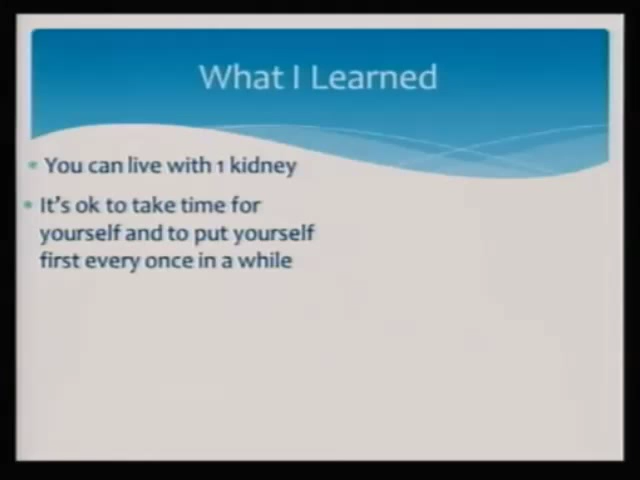 What I Learned
You can live with 1 kidney
It's ok to take time for
yourself and to put yourself
first every once in a while